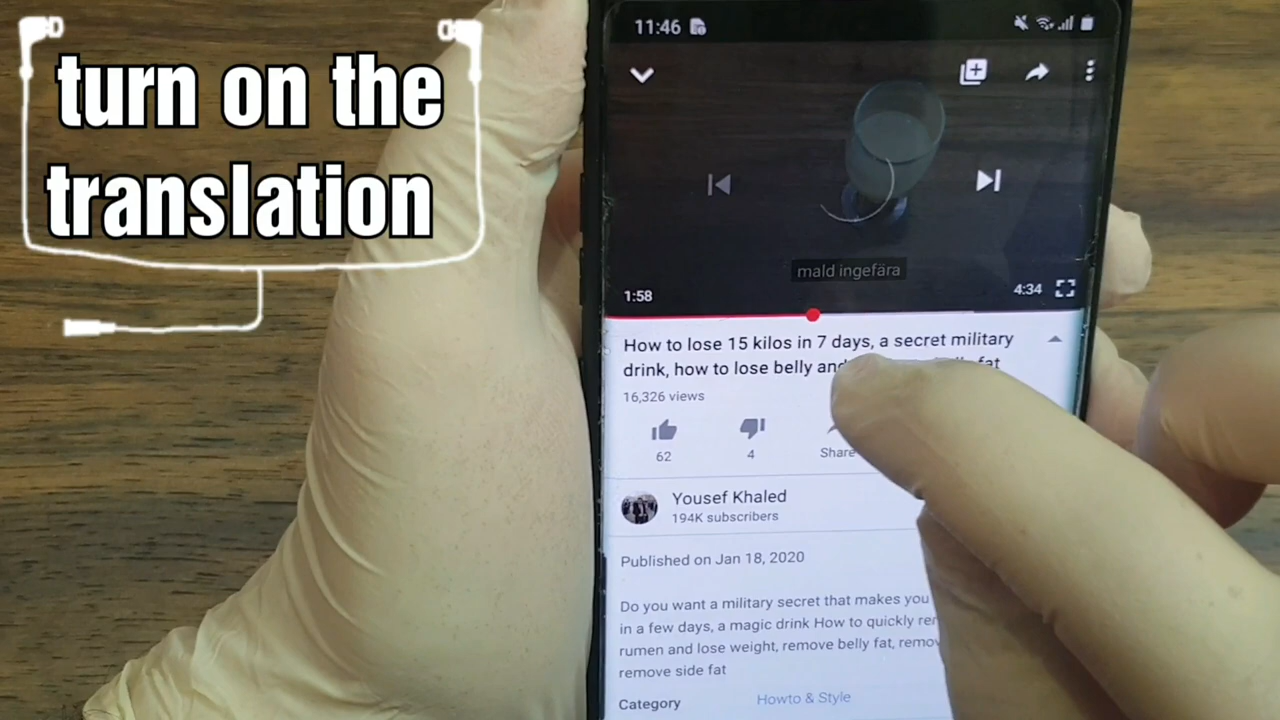 turn on the
translation
11:46
mald ingefära
1:58
4:34
How to lose 15 kilos in 7 days, a secret military
drink, how to lose belly and fat
16,326 views
62
4
Share
Yousef Khaled
194K subscribers
Published on Jan 18, 2020
Do you want a military secret that makes you
in a few days, a magic drink How to quickly
rumen and lose weight, remove belly fat,
remove side fat
Category
Howto & Style